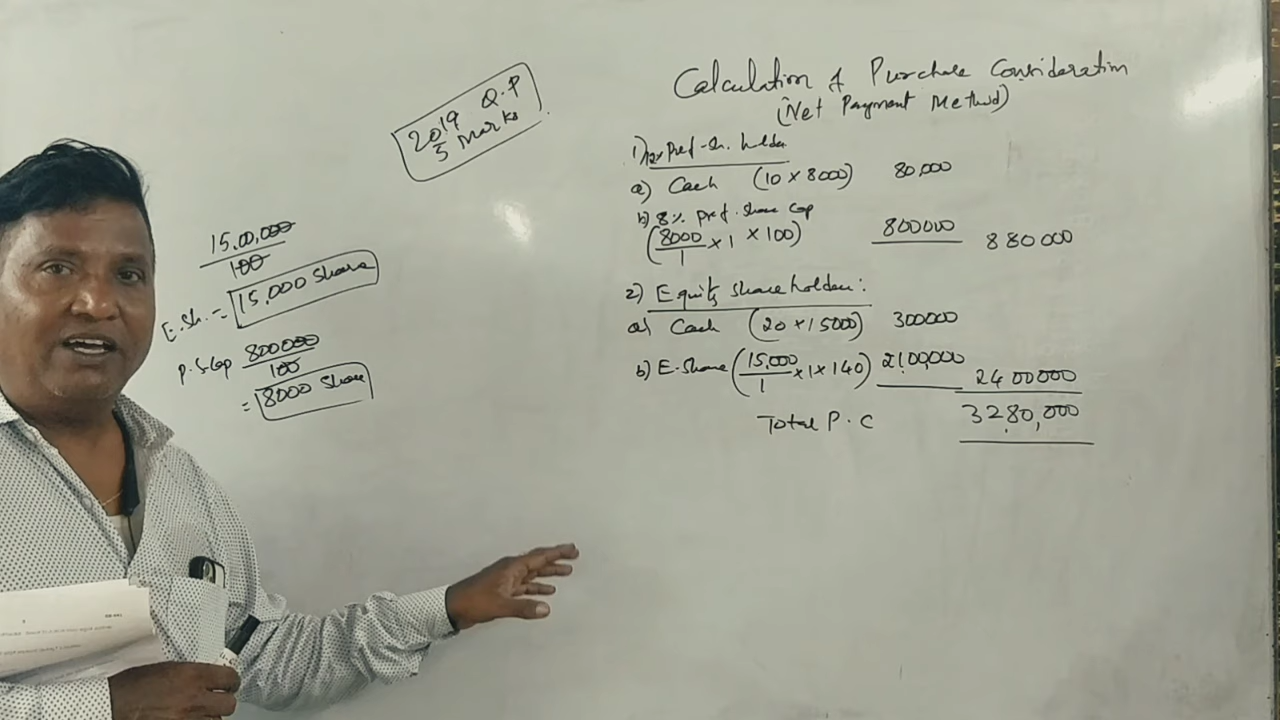 2019 Q.P
5 Marks
15,00,000
100
E.Sh. = 15,000 Share
P.S.Cap 800000
100
= 8000 Share
Calculation of Purchase Consideration
(Net Payment Method)
1) Pref-Sh. holder
a) Cash (10 x 8000) 80,000
b) 8% pref. Share Cap
(8000/1 x 1 x 100) 800000 880000
2) Equity Shareholders:
a) Cash (20 x 15000) 300000
b) E.Share (15,000/1 x 1 x 140) 2100,000 2400000
Total P.C 3280,000